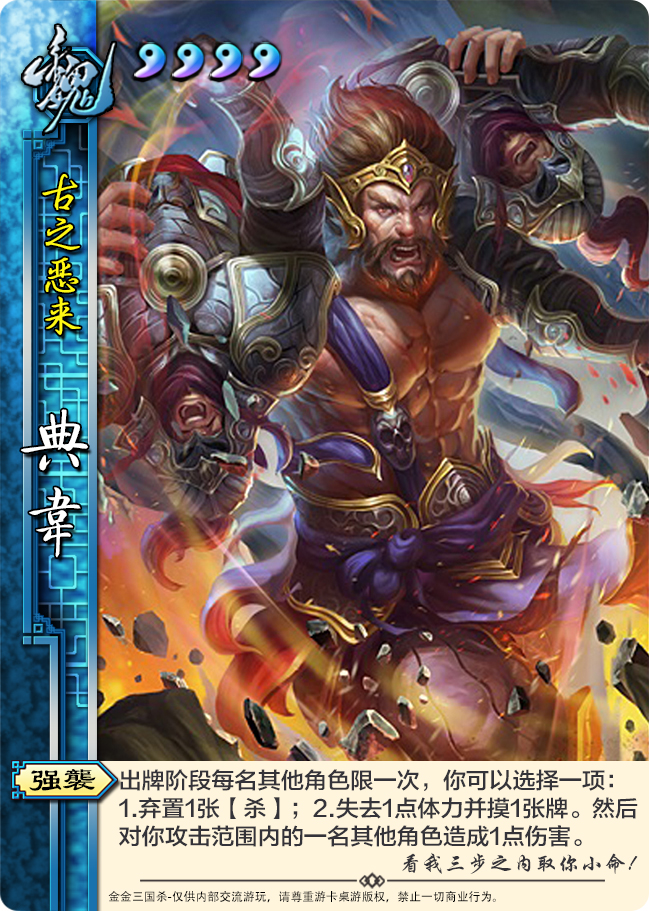 魏
古之恶来
典韦
强袭
出牌阶段每名其他角色限一次，你可以选择一项：
1.弃置1张【杀】；2.失去1点体力并摸1张牌。然后
对你攻击范围内的一名其他角色造成1点伤害。
看我三步之内取你小命！
金金三国杀-仅供内部交流游玩，请尊重游卡桌游版权，禁止一切商业行为。